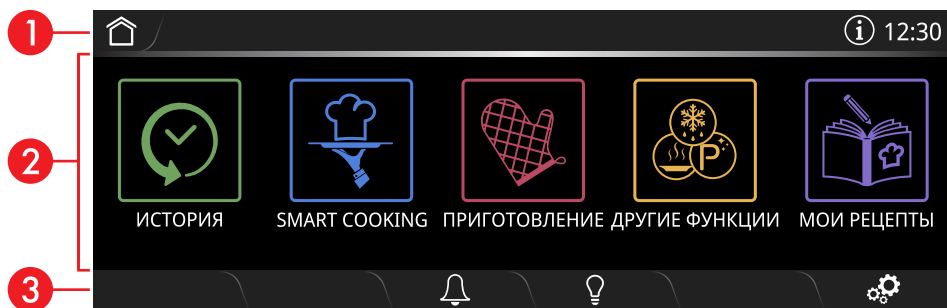 1
12:30
2
ИСТОРИЯ
SMART COOKING
ПРИГОТОВЛЕНИЕ
ДРУГИЕ ФУНКЦИИ
МОИ РЕЦЕПТЫ
P
3